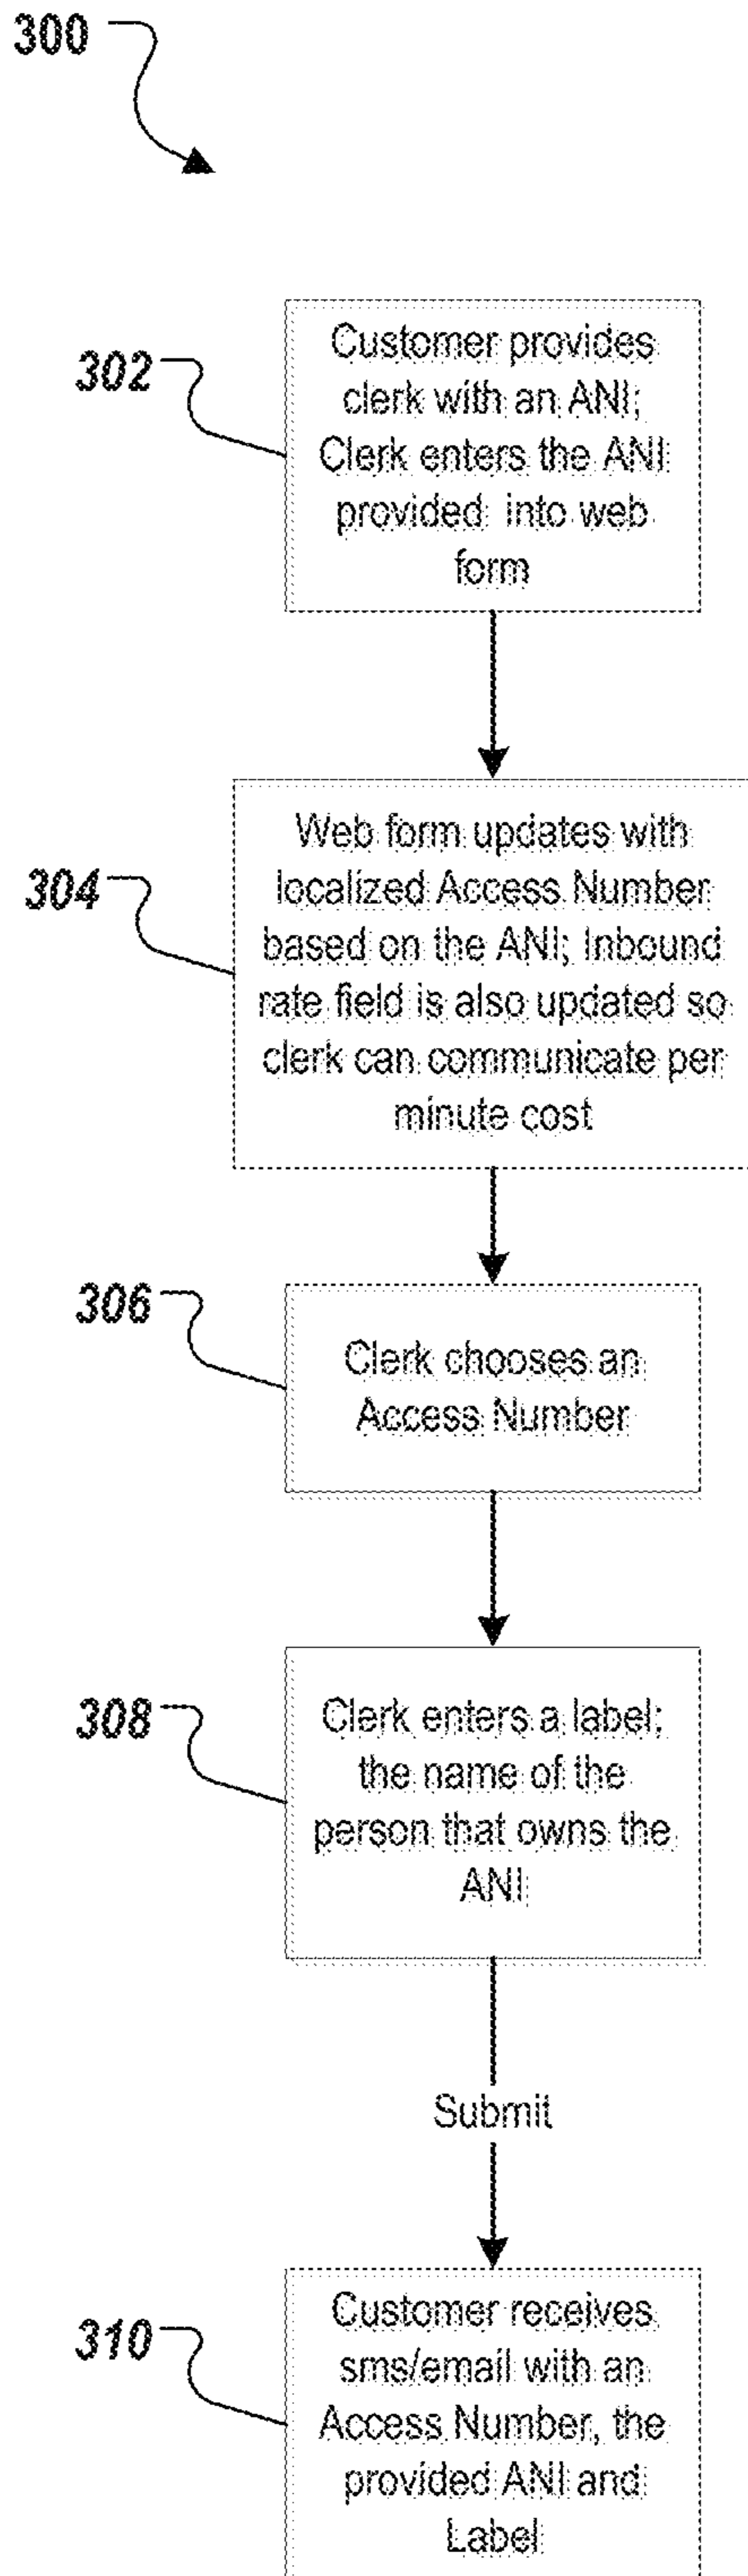 300
302
Customer provides
clerk with an ANI;
Clerk enters the ANI
provided into web
form
304
Web form updates with
localized Access Number
based on the ANI; Inbound
rate field is also updated so
clerk can communicate per
minute cost
306
Clerk chooses an
Access Number
308
Clerk enters a label;
the name of the
person that owns the
ANI
Submit
310
Customer receives
sms/email with an
Access Number, the
provided ANI and
Label